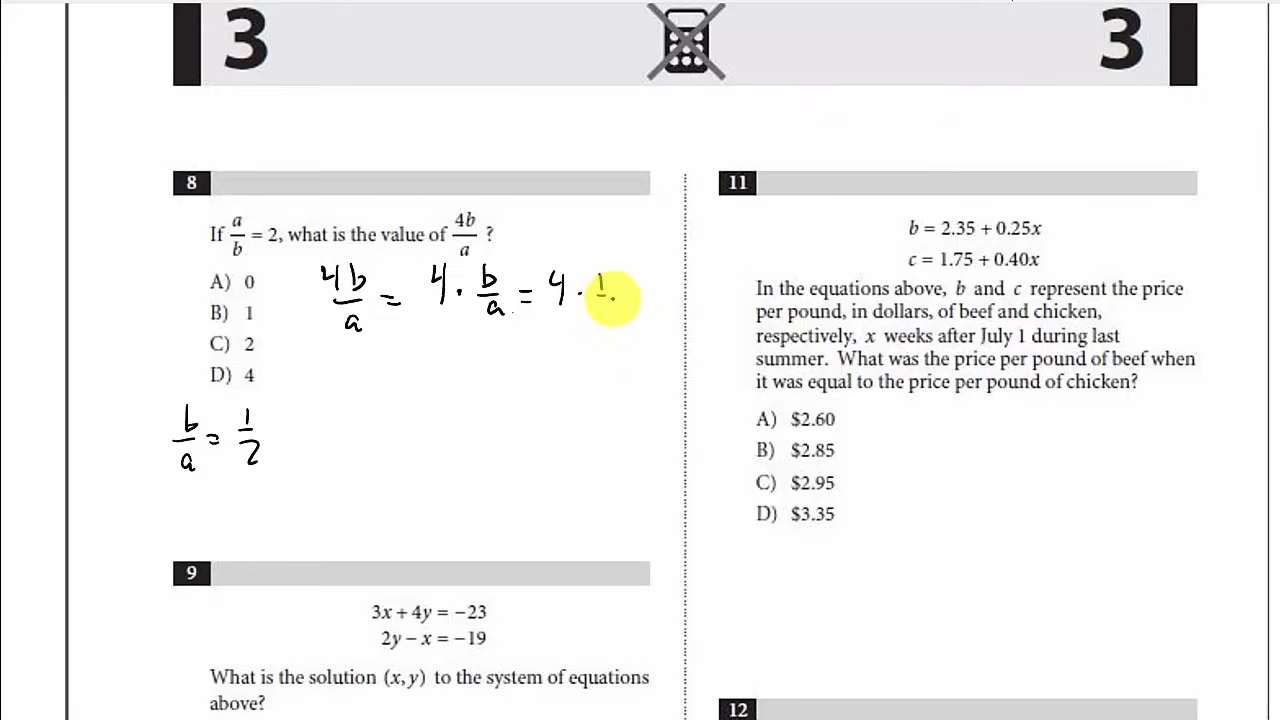 3 3
8
If a/b = 2, what is the value of 4b/a ?
A) 0
B) 1
C) 2
D) 4
4b/a = 4 · b/a = 4 · 1
b/a = 1/2
9
3x + 4y = −23
2y − x = −19
What is the solution (x, y) to the system of equations
above?
11
b = 2.35 + 0.25x
c = 1.75 + 0.40x
In the equations above, b and c represent the price
per pound, in dollars, of beef and chicken,
respectively, x weeks after July 1 during last
summer. What was the price per pound of beef when
it was equal to the price per pound of chicken?
A) $2.60
B) $2.85
C) $2.95
D) $3.35
12